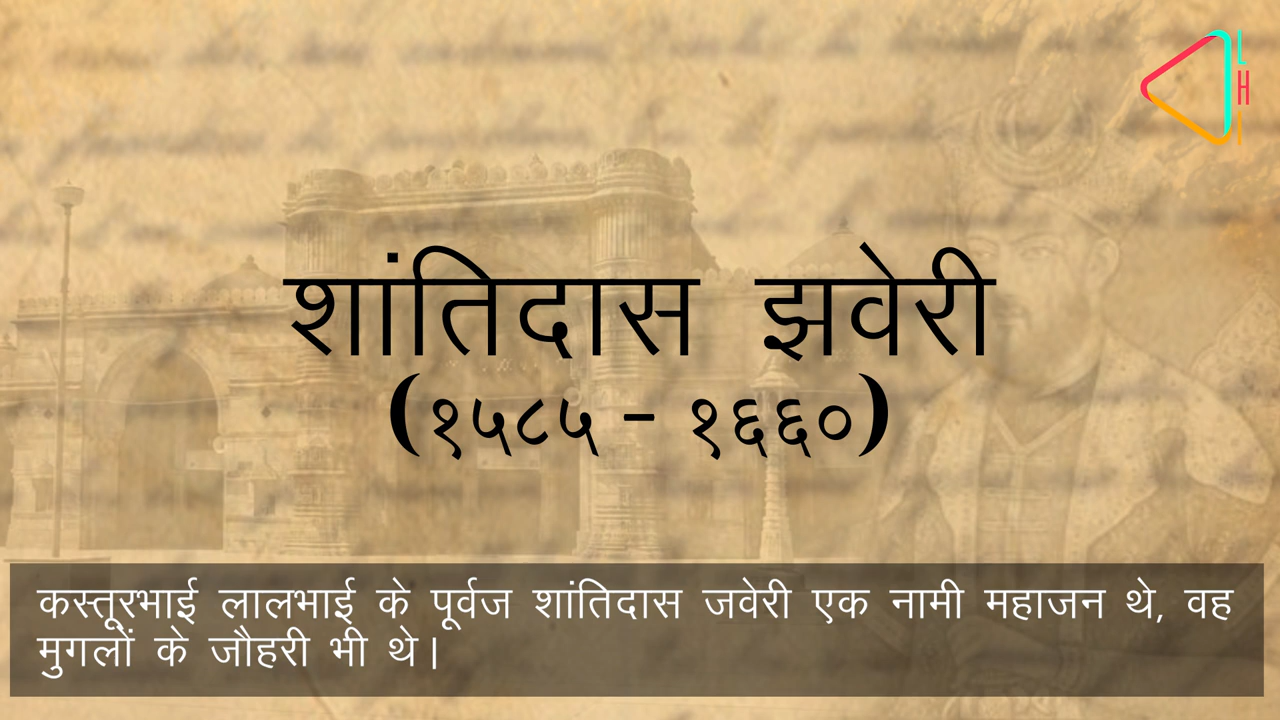 L
H
I
शांतिदास झवेरी
(१५८५ - १६६०)
कस्तूरभाई लालभाई के पूर्वज शांतिदास जवेरी एक नामी महाजन थे, वह
मुगलों के जौहरी भी थे।